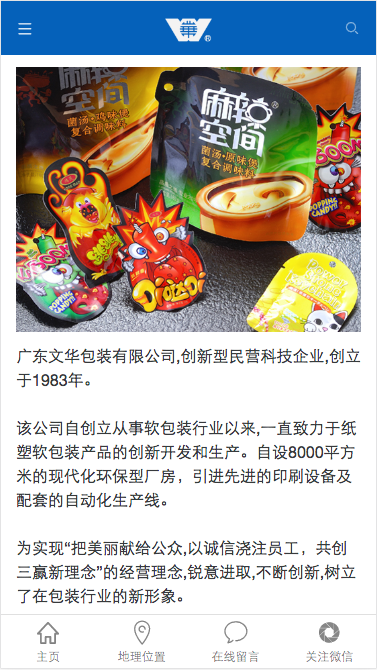 華
®
麻辣
空间
菌汤·鸡味煲
复合调味料
麻辣®
空间
菌汤·原味煲
复合调味料
BOOM!
POPPING
CANDY!!
BOOM!
POPPING
CANDY!!
广东文华包装有限公司,创新型民营科技企业,创立
于1983年。
该公司自创立从事软包装行业以来,一直致力于纸
塑软包装产品的创新开发和生产。自设8000平方
米的现代化环保型厂房，引进先进的印刷设备及
配套的自动化生产线。
为实现“把美丽献给公众,以诚信浇注员工，共创
三赢新理念”的经营理念,锐意进取,不断创新,树立
了在包装行业的新形象。
主页
地理位置
在线留言
关注微信